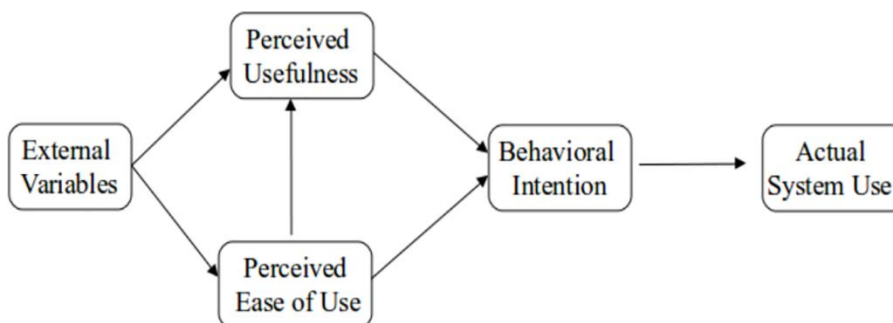 Perceived
Usefulness
External
Variables
Behavioral
Intention
Actual
System Use
Perceived
Ease of Use